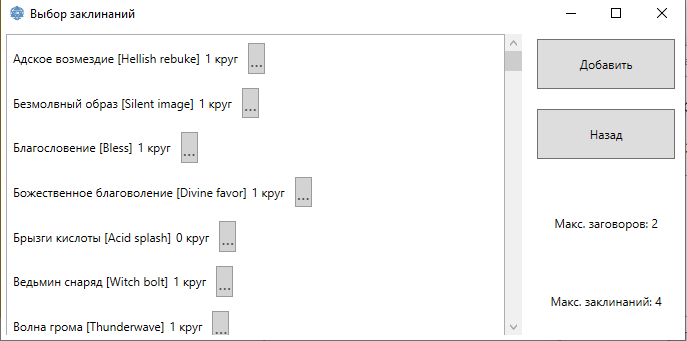 Выбор заклинаний
Адское возмездие [Hellish rebuke] 1 круг ...
Безмолвный образ [Silent image] 1 круг ...
Благословение [Bless] 1 круг ...
Божественное благоволение [Divine favor] 1 круг ...
Брызги кислоты [Acid splash] 0 круг ...
Ведьмин снаряд [Witch bolt] 1 круг ...
Волна грома [Thunderwave] 1 круг ...
Добавить
Назад
Макс. заговоров: 2
Макс. заклинаний: 4